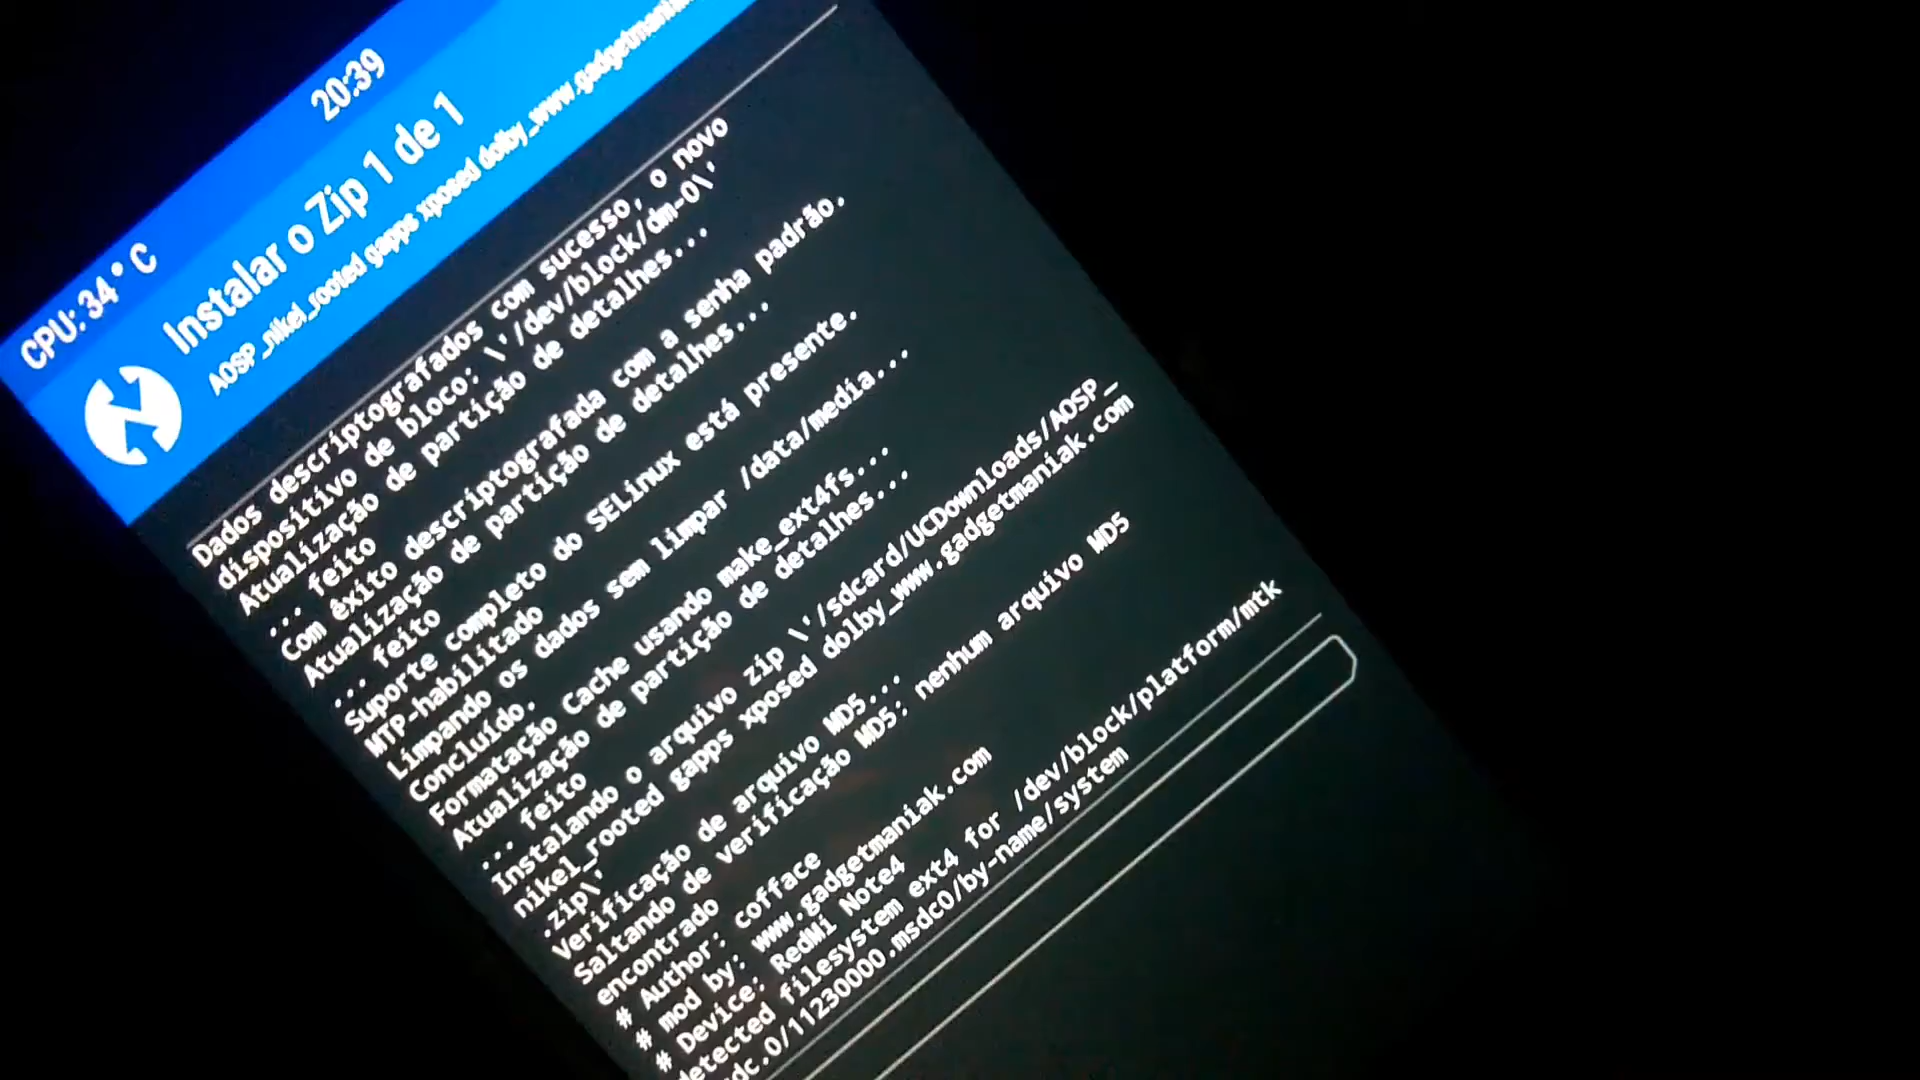 CPU: 34° C
20:39
Instalar o Zip 1 de 1
AOSP_nikel_rooted gapps xposed dolby_www.gadgetmaniak
Dados descriptografados com sucesso, o novo
dispositivo de bloco: \'/dev/block/dm-0\'
Atualização de partição de detalhes...
... feito
Com êxito descriptografada com a senha padrão.
Atualização de partição de detalhes...
... feito
Suporte completo do SELinux está presente.
MTP-habilitado
Limpando os dados sem limpar /data/media...
Concluído.
Formatação Cache usando make_ext4fs...
Atualização de partição de detalhes...
... feito
Instalando o arquivo zip \'/sdcard/UCDownloads/AOSP_
nikel_rooted gapps xposed dolby_www.gadgetmaniak.com
.zip\'
Verificação de arquivo MD5...
Saltando de verificação MD5: nenhum arquivo MD5
encontrado
# Author: cofface
# mod by: www.gadgetmaniak.com
# Device: RedMi Note4
etected filesystem ext4 for /dev/block/platform/mtk
dc.0/11230000.msdc0/by-name/system